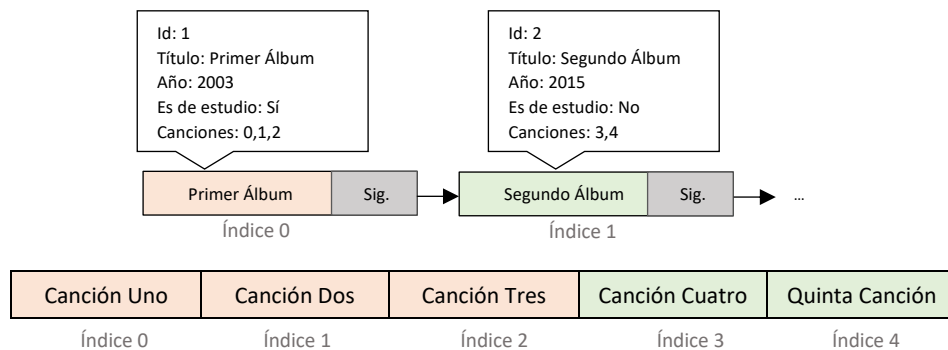 Id: 1
Título: Primer Álbum
Año: 2003
Es de estudio: Sí
Canciones: 0,1,2
Id: 2
Título: Segundo Álbum
Año: 2015
Es de estudio: No
Canciones: 3,4
Primer Álbum Sig. Segundo Álbum Sig. ...
Índice 0 Índice 1
Canción Uno Canción Dos Canción Tres Canción Cuatro Quinta Canción
Índice 0 Índice 1 Índice 2 Índice 3 Índice 4